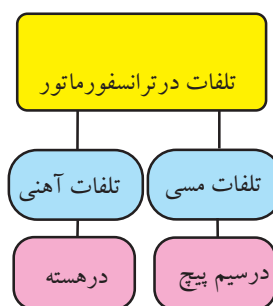 تلفات درترانسفورماتور
تلفات مسی
تلفات آهنی
درسیم پیچ
درهسته